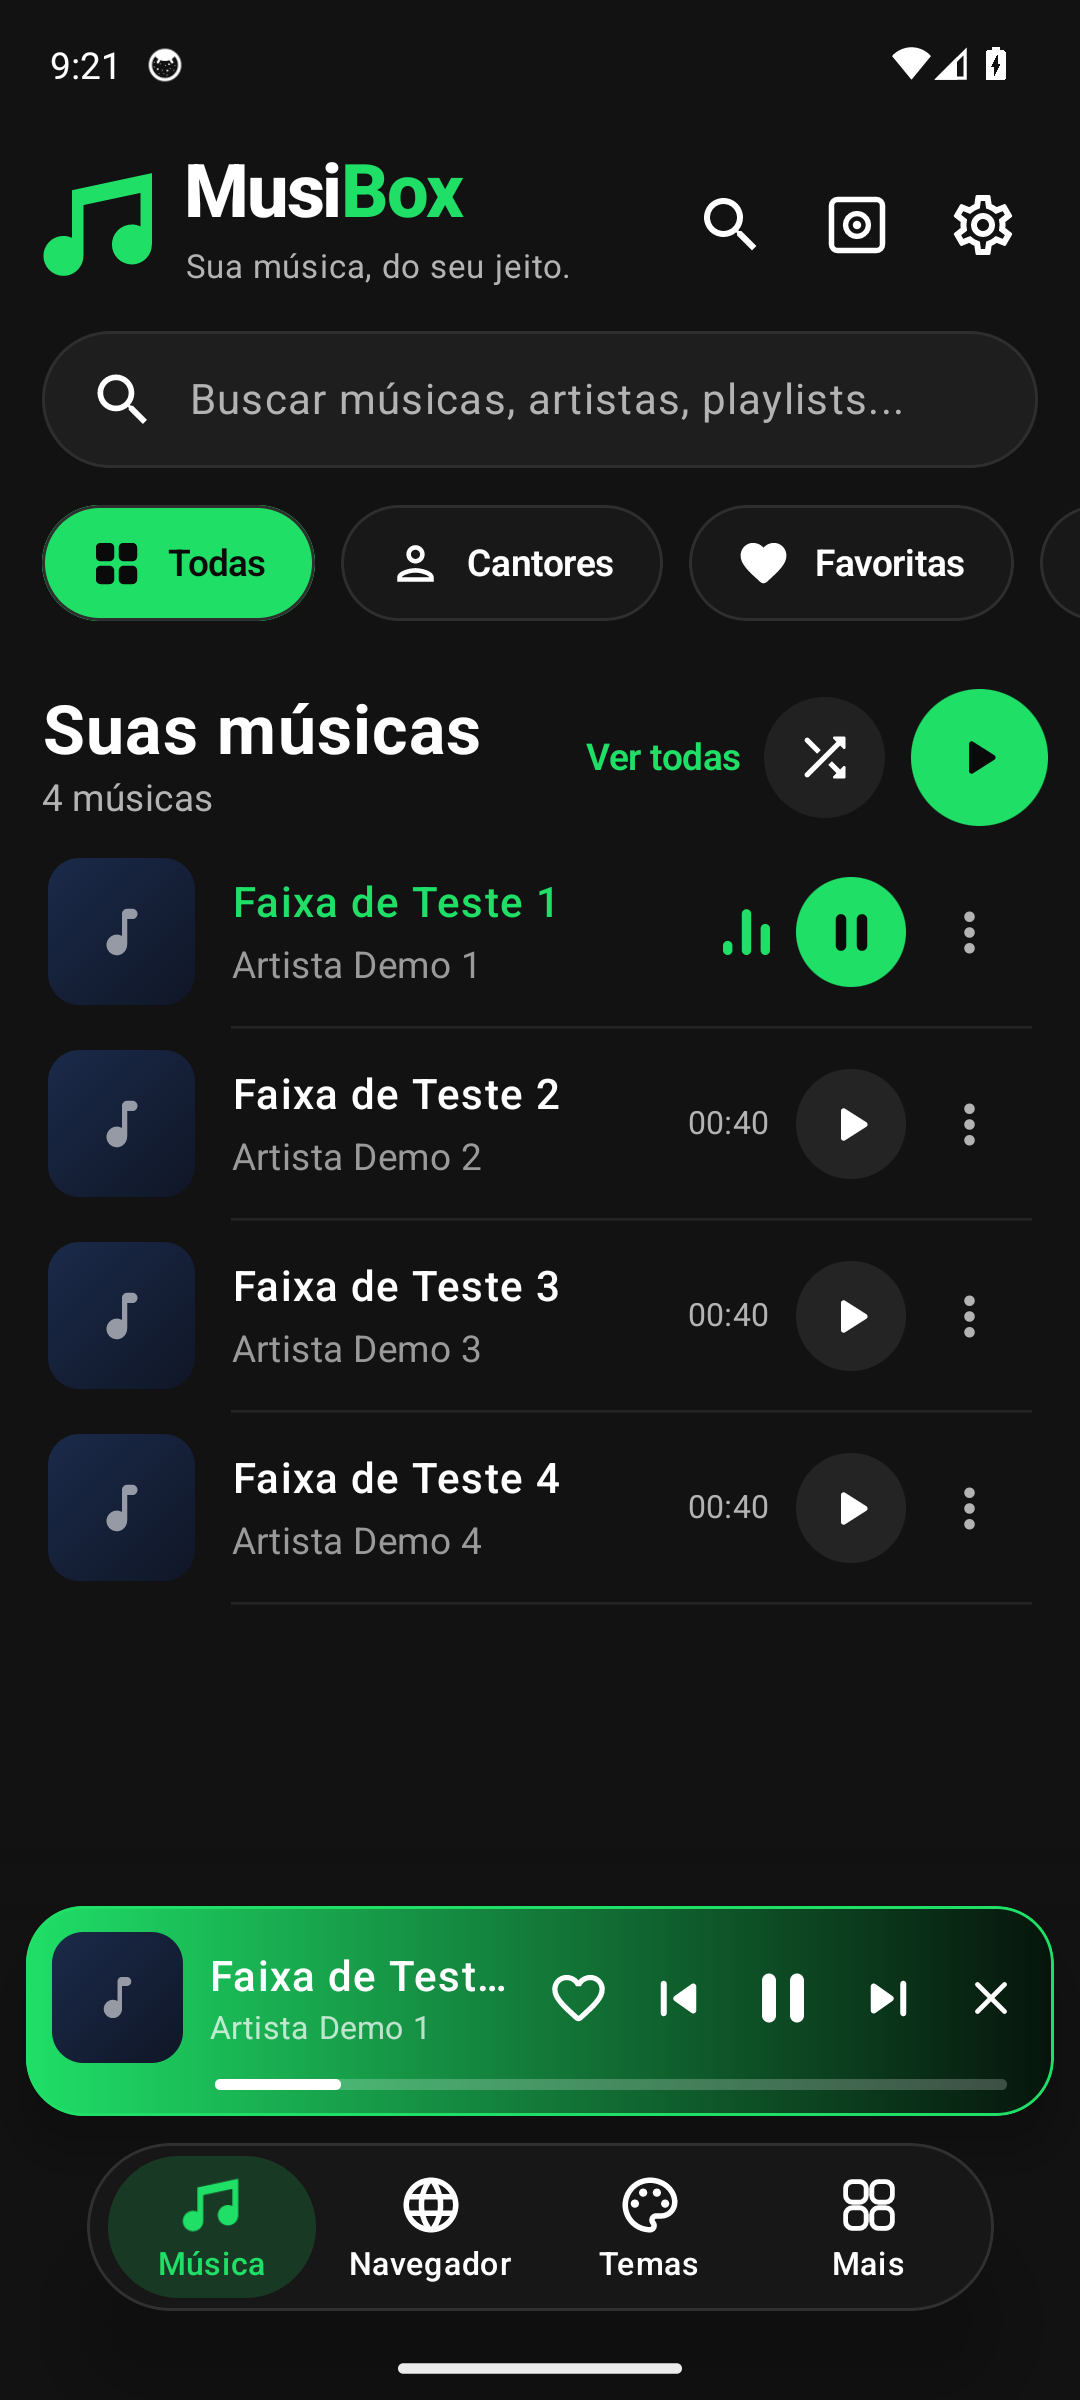 9:21
MusiBox
Sua música, do seu jeito.
Buscar músicas, artistas, playlists...
Todas
Cantores
Favoritas
Suas músicas
4 músicas
Ver todas
Faixa de Teste 1
Artista Demo 1
Faixa de Teste 2
Artista Demo 2
00:40
Faixa de Teste 3
Artista Demo 3
00:40
Faixa de Teste 4
Artista Demo 4
00:40
Faixa de Test...
Artista Demo 1
Música
Navegador
Temas
Mais